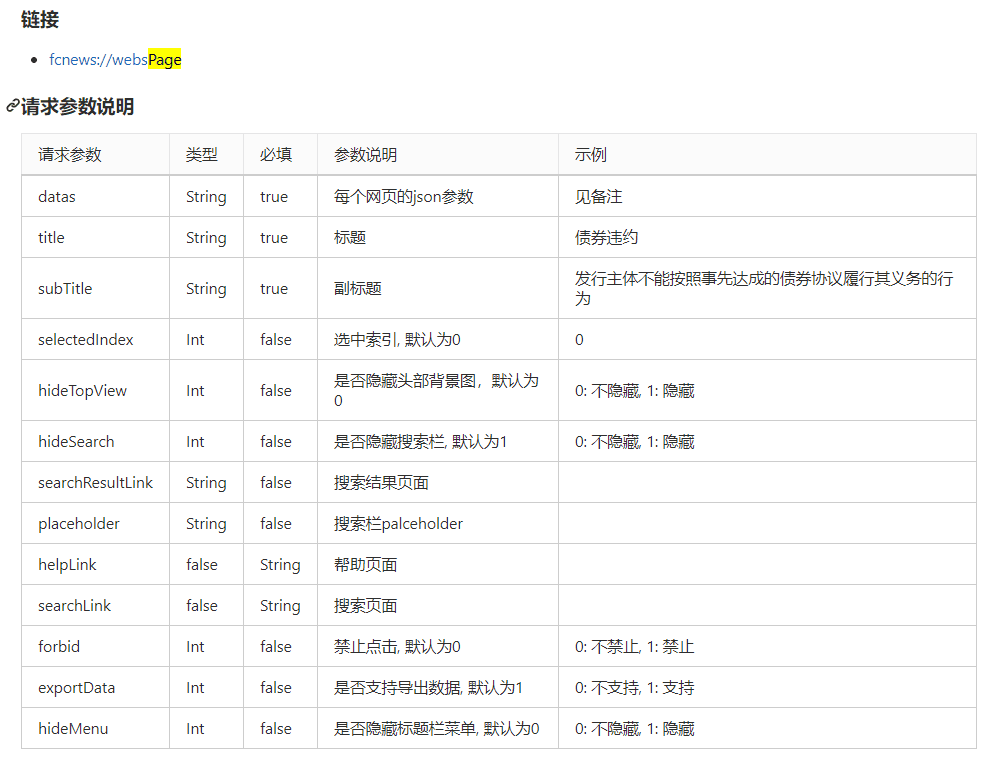 链接
fcnews://websPage
请求参数说明
请求参数 类型 必填 参数说明 示例
datas String true 每个网页的json参数 见备注
title String true 标题 债券违约
subTitle String true 副标题 发行主体不能按照事先达成的债券协议履行其义务的行
为
selectedIndex Int false 选中索引, 默认为0 0
hideTopView Int false 是否隐藏头部背景图，默认为
0 0: 不隐藏, 1: 隐藏
hideSearch Int false 是否隐藏搜索栏, 默认为1 0: 不隐藏, 1: 隐藏
searchResultLink String false 搜索结果页面
placeholder String false 搜索栏palceholder
helpLink false String 帮助页面
searchLink false String 搜索页面
forbid Int false 禁止点击, 默认为0 0: 不禁止, 1: 禁止
exportData Int false 是否支持导出数据, 默认为1 0: 不支持, 1: 支持
hideMenu Int false 是否隐藏标题栏菜单, 默认为0 0: 不隐藏, 1: 隐藏